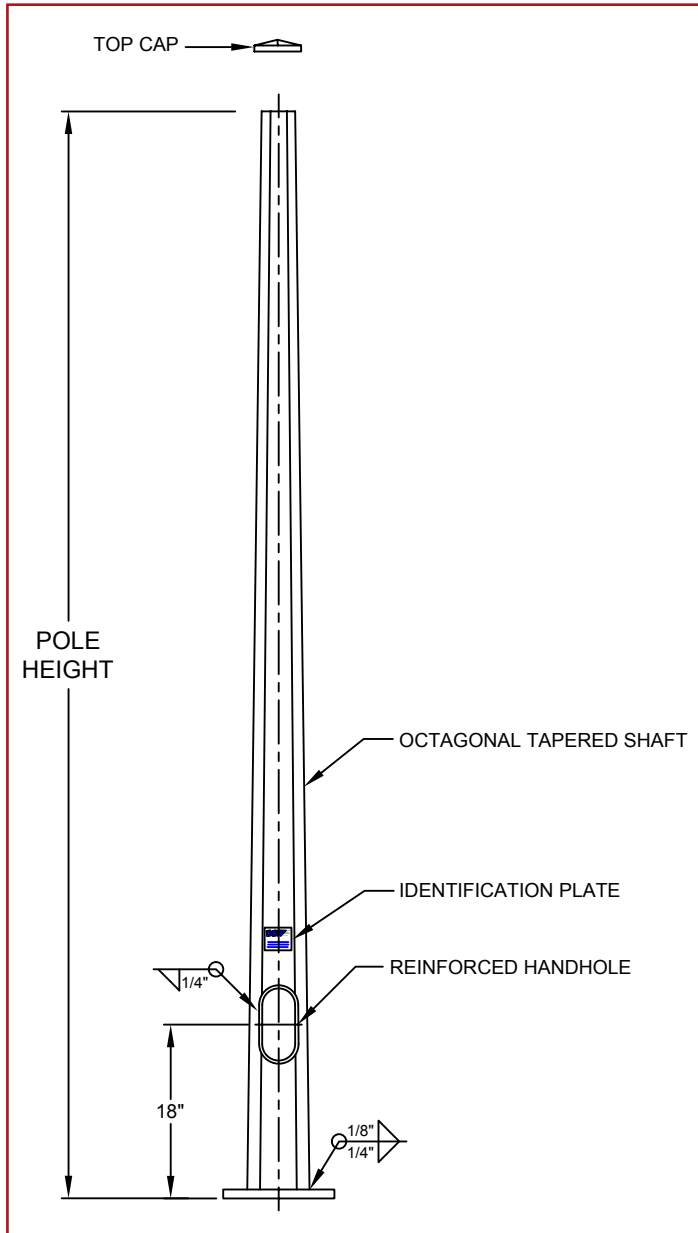 TOP CAP
POLE
HEIGHT
OCTAGONAL TAPERED SHAFT
IDENTIFICATION PLATE
REINFORCED HANDHOLE
1/4"
18"
1/8"
1/4"